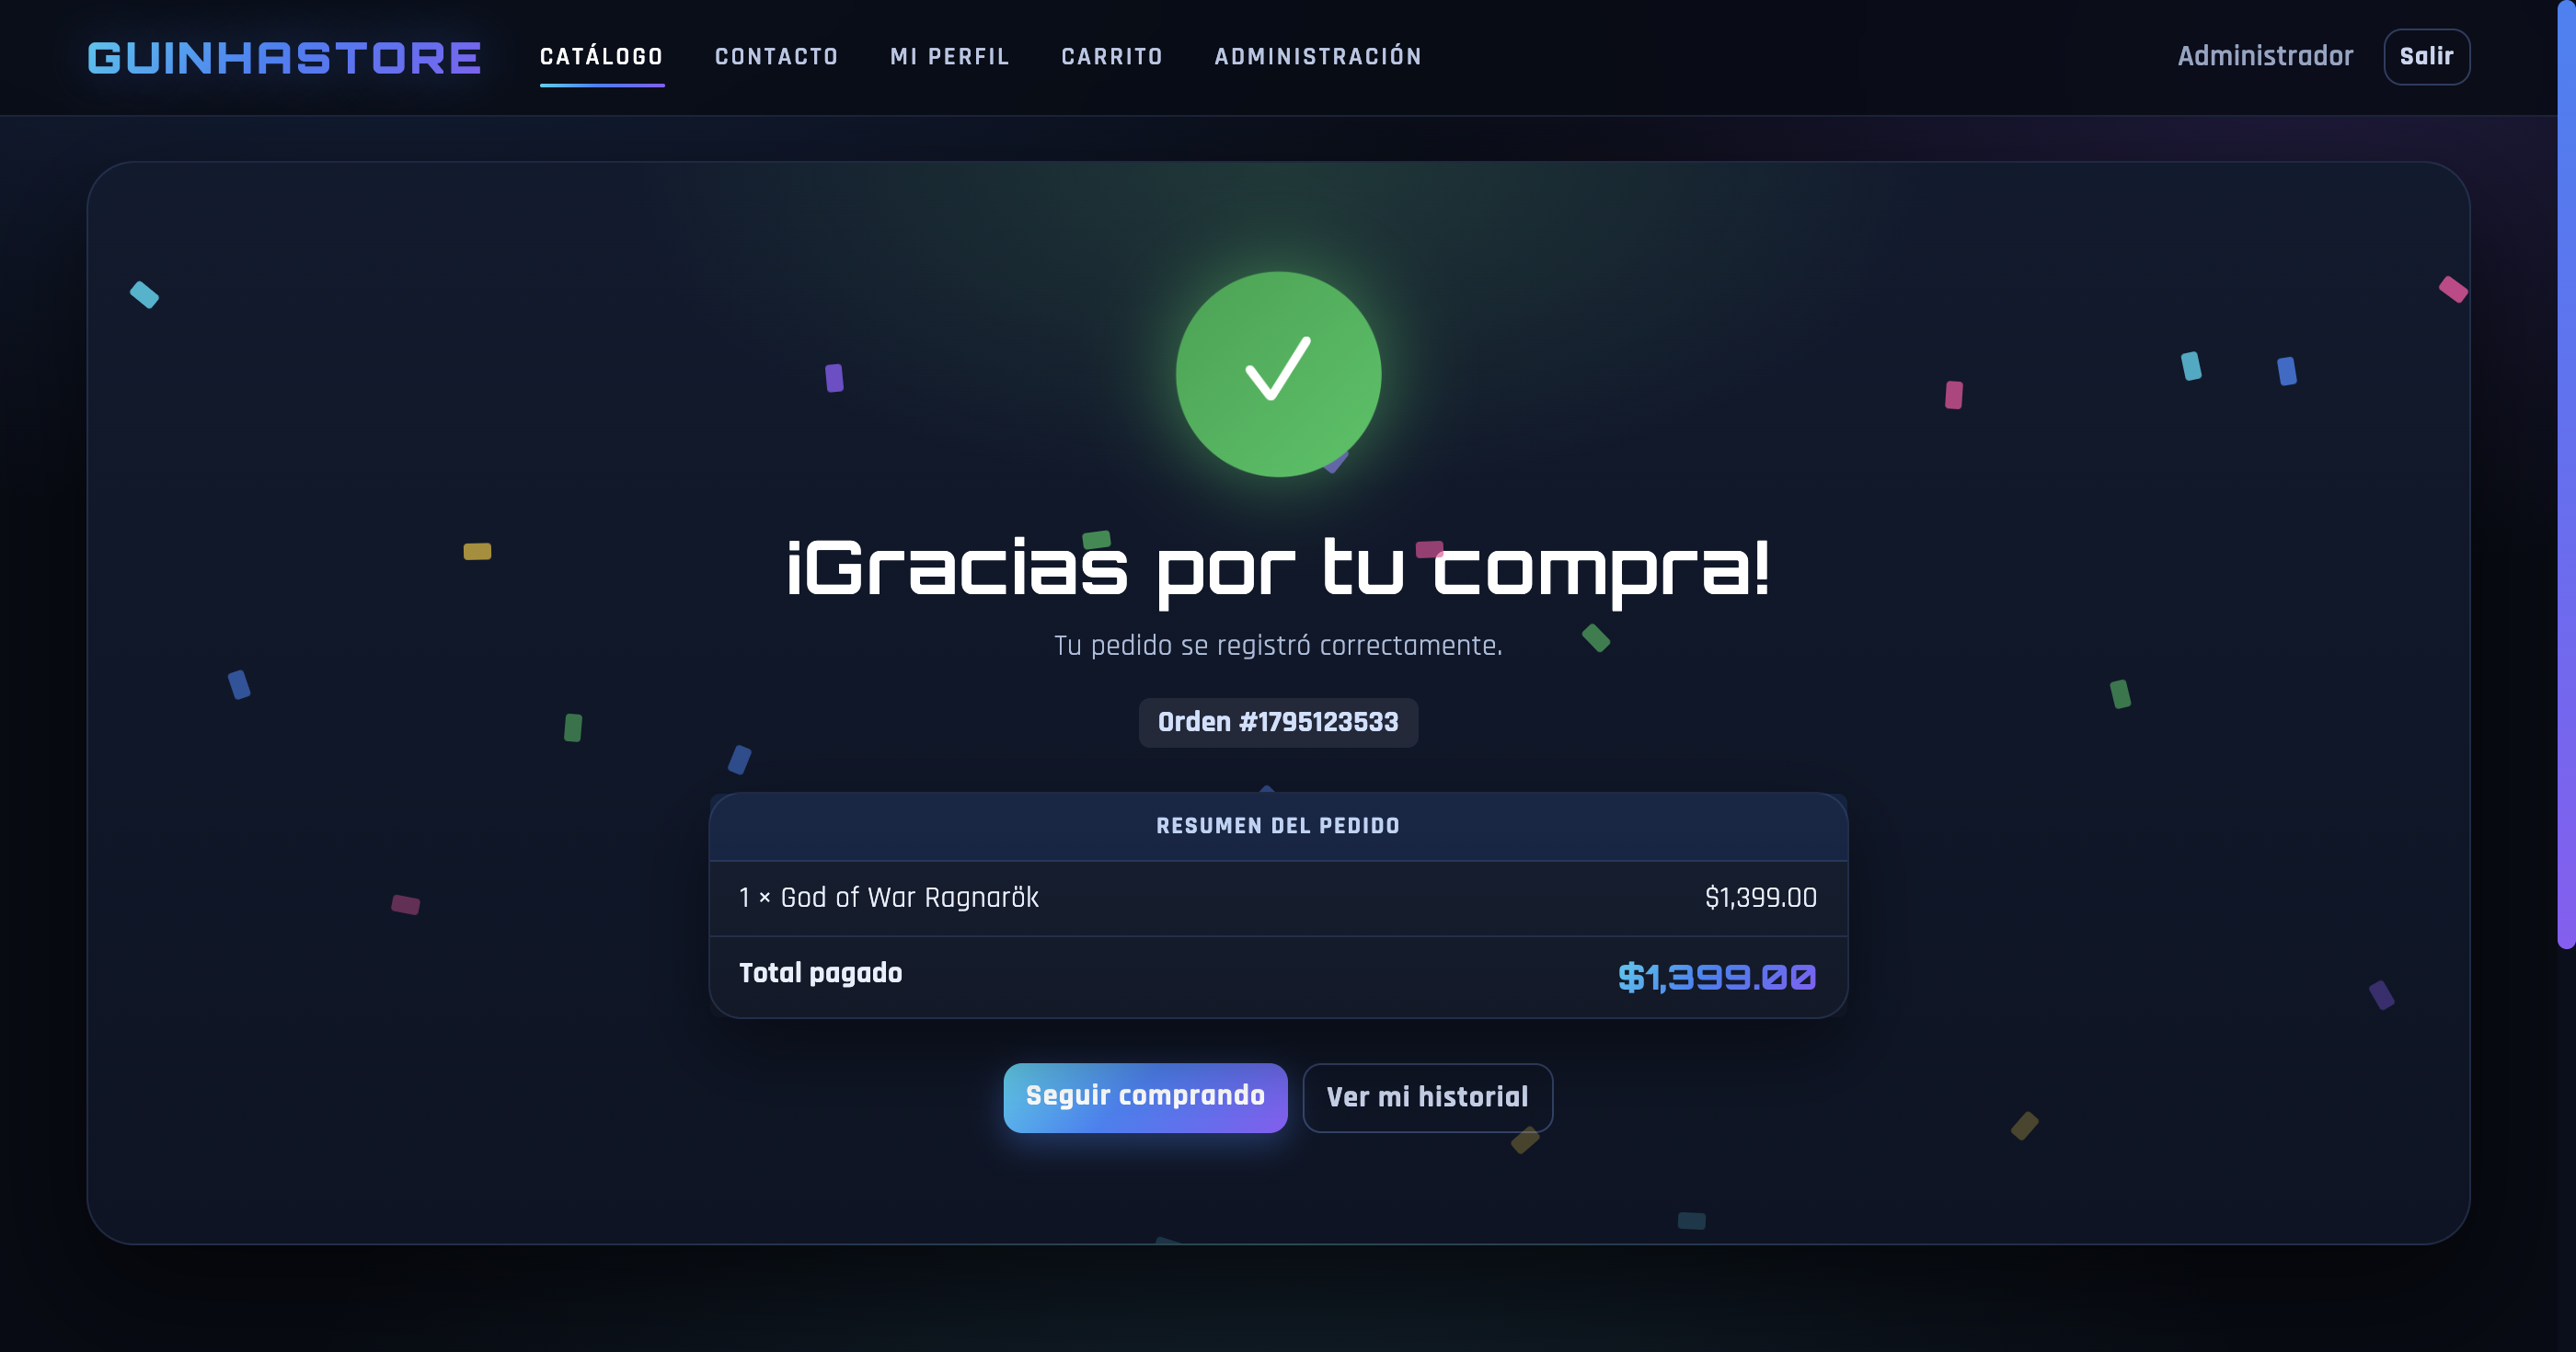 GUINHASTORE
CATÁLOGO
CONTACTO
MI PERFIL
CARRITO
ADMINISTRACIÓN
Administrador
Salir
¡Gracias por tu compra!
Tu pedido se registró correctamente.
Orden #1795123533
RESUMEN DEL PEDIDO
1 × God of War Ragnarök $1,399.00
Total pagado $1,399.00
Seguir comprando
Ver mi historial